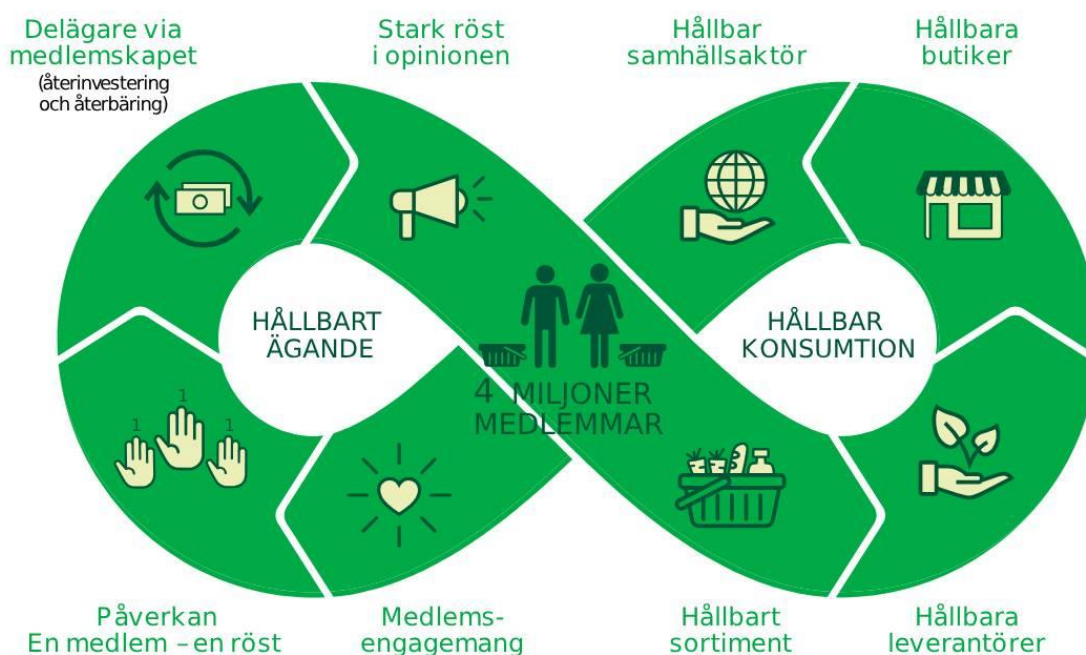 Delägare via
medlemskapet
(återinvestering
och återbäring)
Stark röst
i opinionen
Hållbar
samhällsaktör
Hållbara
butiker
HÅLLBART
ÄGANDE
HÅLLBAR
KONSUMTION
4 MILJONER
MEDLEMMAR
1
1
1
Påverkan
En medlem – en röst
Medlems-
engagemang
Hållbart
sortiment
Hållbara
leverantörer